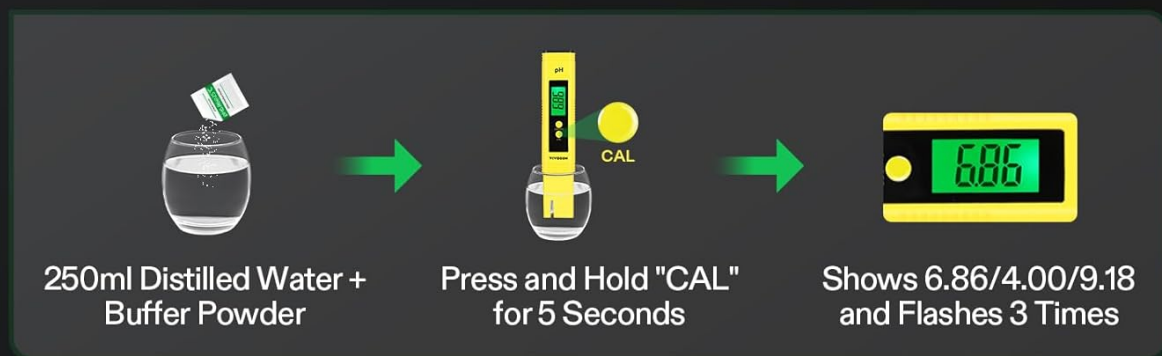 pH
6.86
CAL
6.86
250ml Distilled Water +
Buffer Powder
Press and Hold "CAL"
for 5 Seconds
Shows 6.86/4.00/9.18
and Flashes 3 Times